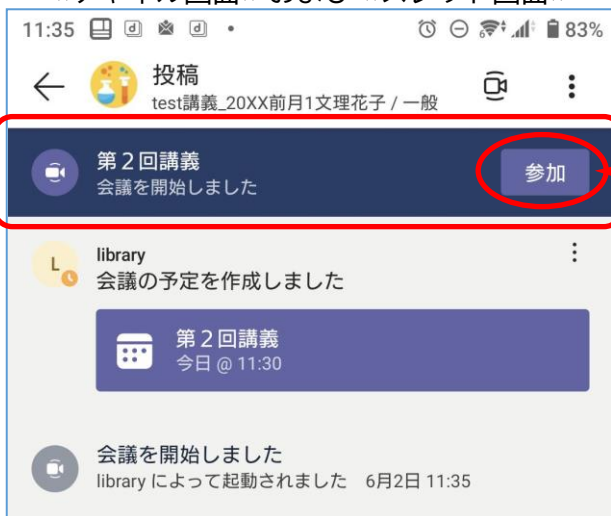 11:35 83%
投稿
test講義_20XX前月1文理花子 / 一般
第２回講義
会議を開始しました
参加
L
library
会議の予定を作成しました
第２回講義
今日 @ 11:30
会議を開始しました
library によって起動されました 6月2日 11:35